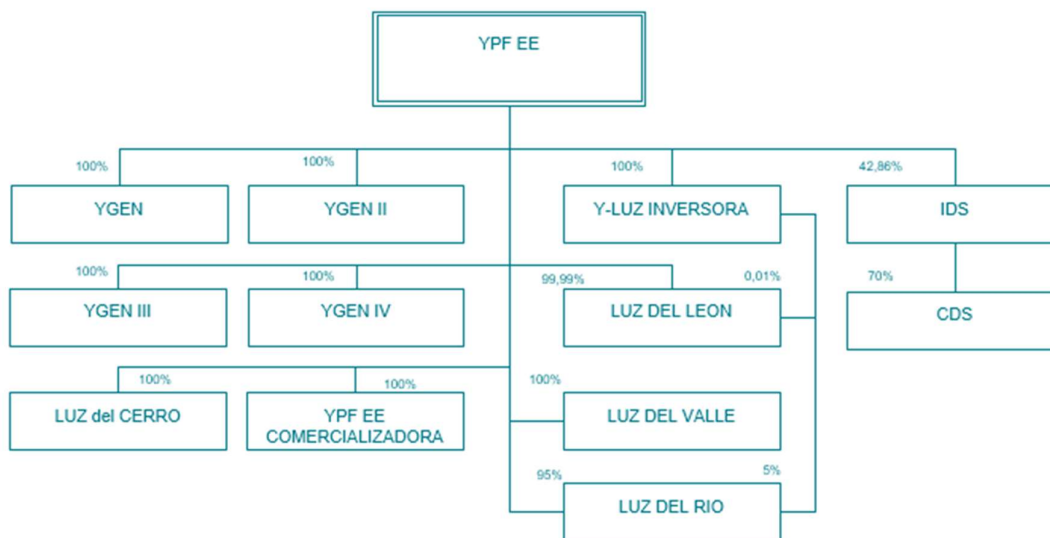 YPF EE
100%
100%
100%
42,86%
YGEN
YGEN II
Y-LUZ INVERSORA
IDS
100%
100%
99,99%
0,01%
70%
YGEN III
YGEN IV
LUZ DEL LEON
CDS
100%
100%
100%
LUZ del CERRO
YPF EE
COMERCIALIZADORA
LUZ DEL VALLE
95%
5%
LUZ DEL RIO